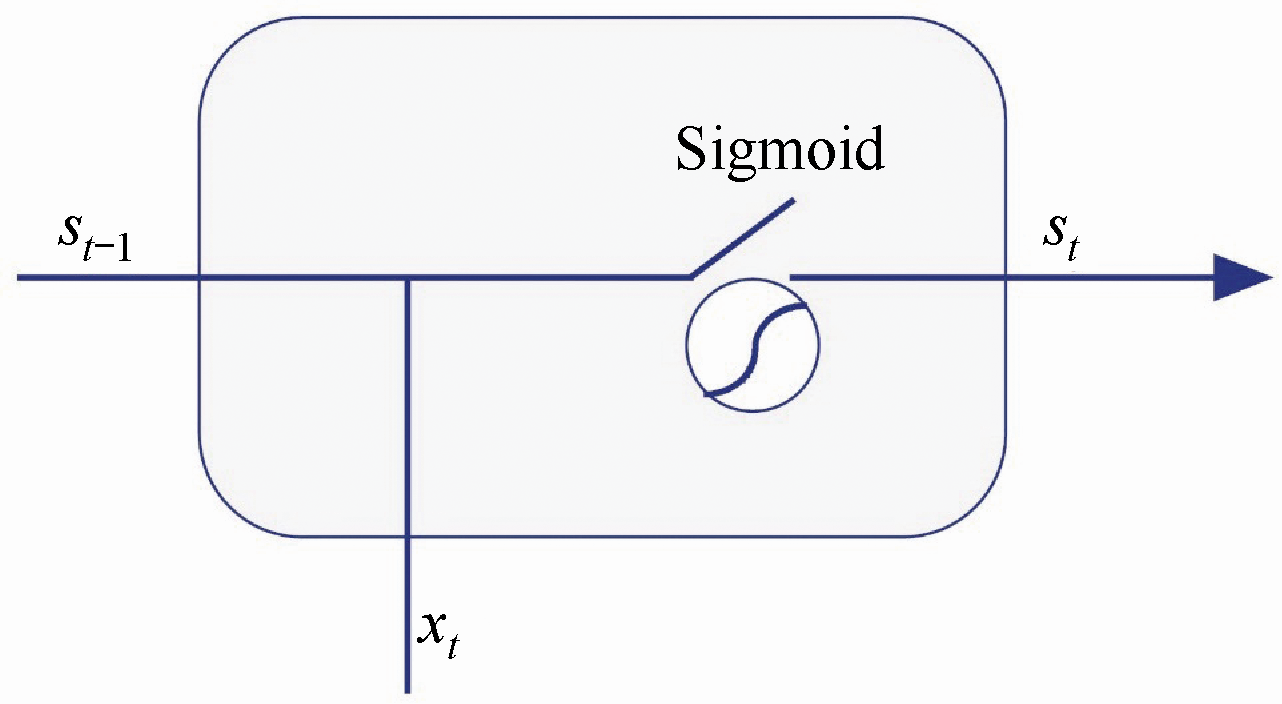 Sigmoid
s_{t−1}
s_t
x_t